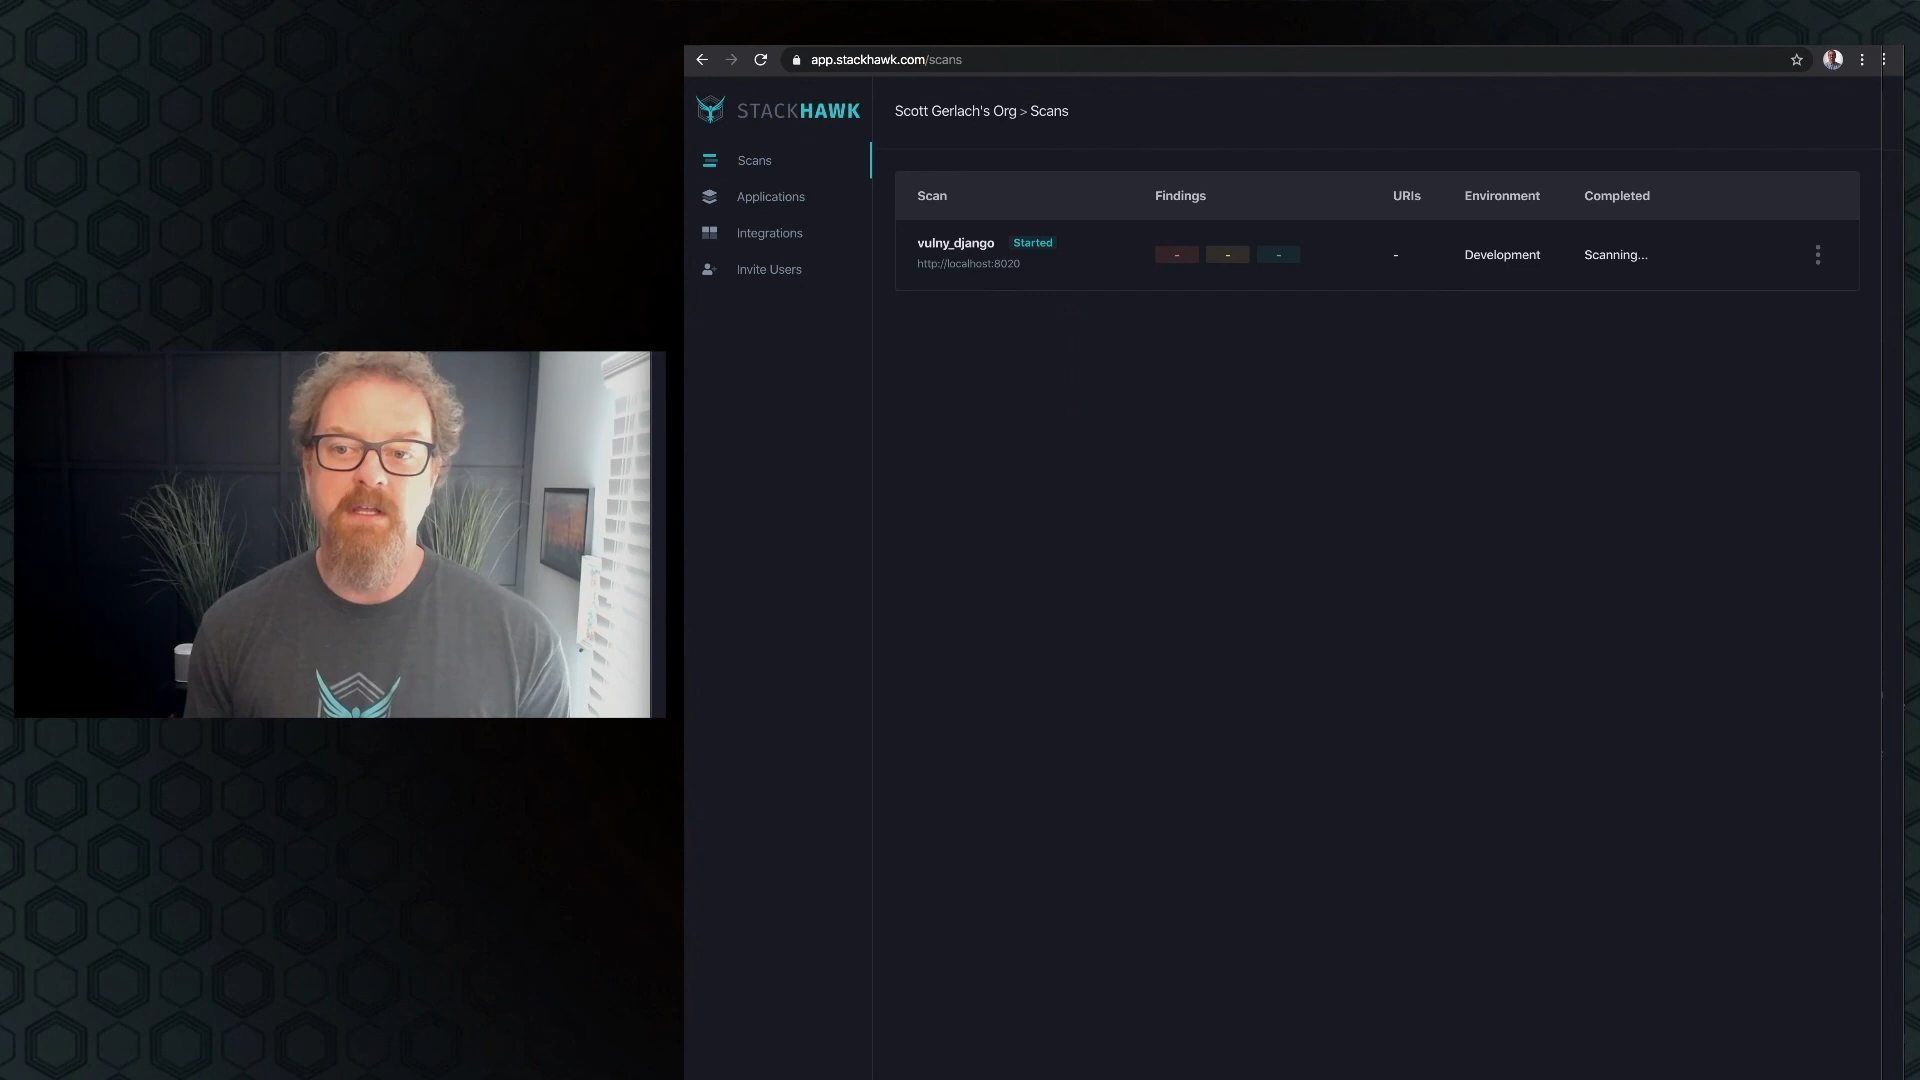 app.stackhawk.com/scans
STACKHAWK
Scott Gerlach's Org > Scans
Scans
Applications
Integrations
Invite Users
Scan Findings URIs Environment Completed
vulny_django Started
http://localhost:8020
- - - - Development Scanning...